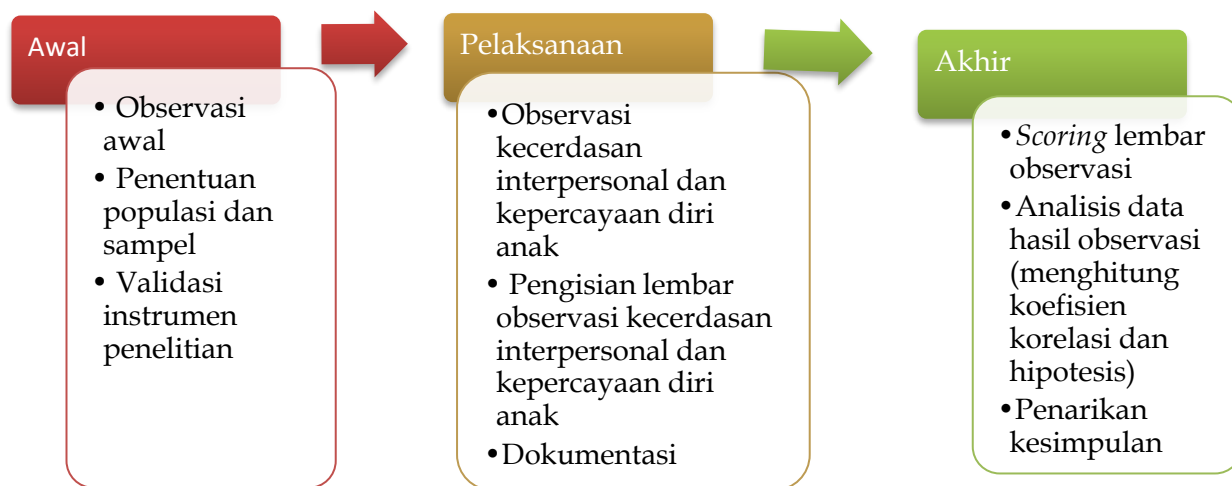 Awal
• Observasi
awal
• Penentuan
populasi dan
sampel
• Validasi
instrumen
penelitian
Pelaksanaan
•Observasi
kecerdasan
interpersonal dan
kepercayaan diri
anak
• Pengisian lembar
observasi kecerdasan
interpersonal dan
kepercayaan diri
anak
•Dokumentasi
Akhir
•Scoring lembar
observasi
•Analisis data
hasil observasi
(menghitung
koefisien
korelasi dan
hipotesis)
•Penarikan
kesimpulan